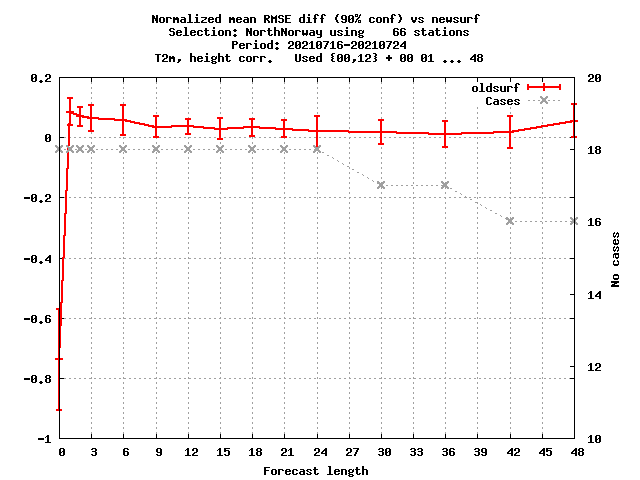 Normalized mean RMSE diff (90% conf) vs newsurf
Selection: NorthNorway using    66 stations
Period: 20210716-20210724
T2m, height corr.   Used {00,12} + 00 01 ... 48
oldsurf
Cases
0.2
0
-0.2
-0.4
-0.6
-0.8
-1
20
18
16
14
12
10
No cases
0 3 6 9 12 15 18 21 24 27 30 33 36 39 42 45 48
Forecast length